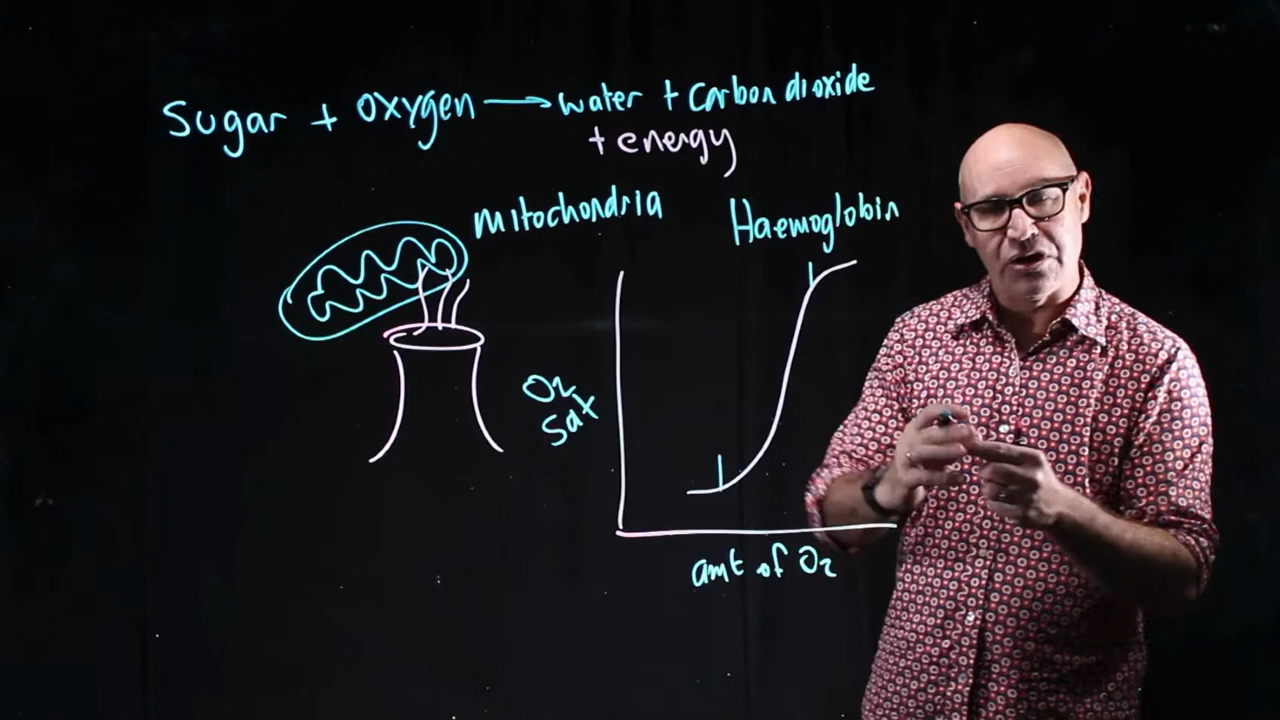 Sugar + Oxygen → water + carbon dioxide
+ energy
Mitochondria
Haemoglobin
O2
Sat
amt of O2